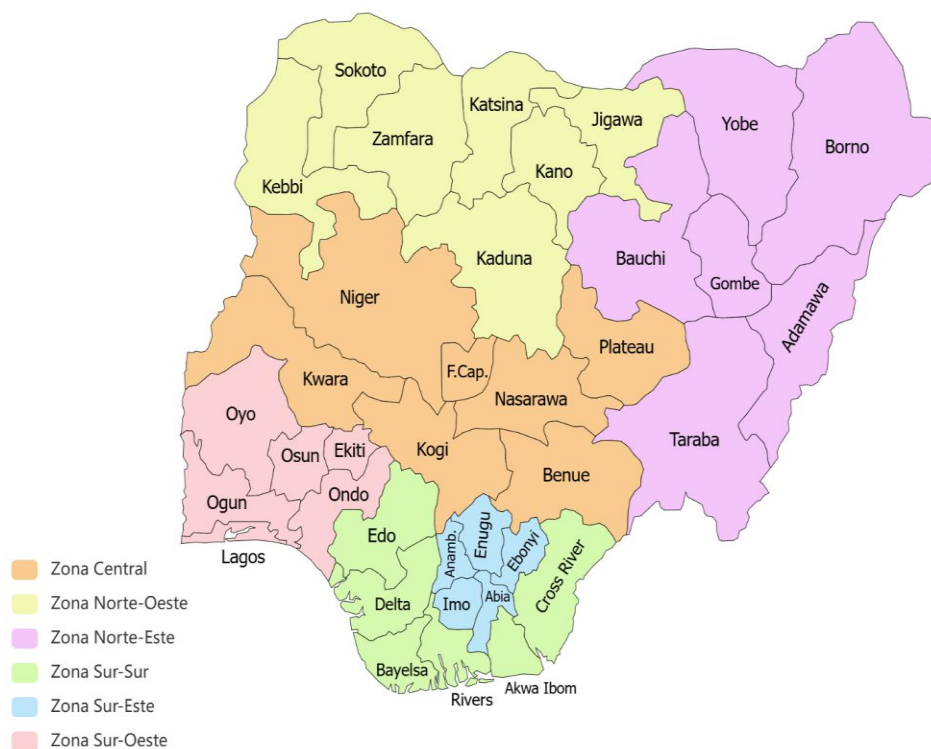 Sokoto
Katsina
Jigawa
Yobe
Borno
Zamfara
Kano
Kebbi
Kaduna
Bauchi
Gombe
Adamawa
Niger
Plateau
F.Cap.
Kwara
Nasarawa
Oyo
Taraba
Osun
Ekiti
Kogi
Benue
Ogun
Ondo
Lagos
Edo
Anamb.
Enugu
Ebonyi
Cross River
Delta
Imo
Abia
Bayelsa
Rivers
Akwa Ibom
Zona Central
Zona Norte-Oeste
Zona Norte-Este
Zona Sur-Sur
Zona Sur-Este
Zona Sur-Oeste